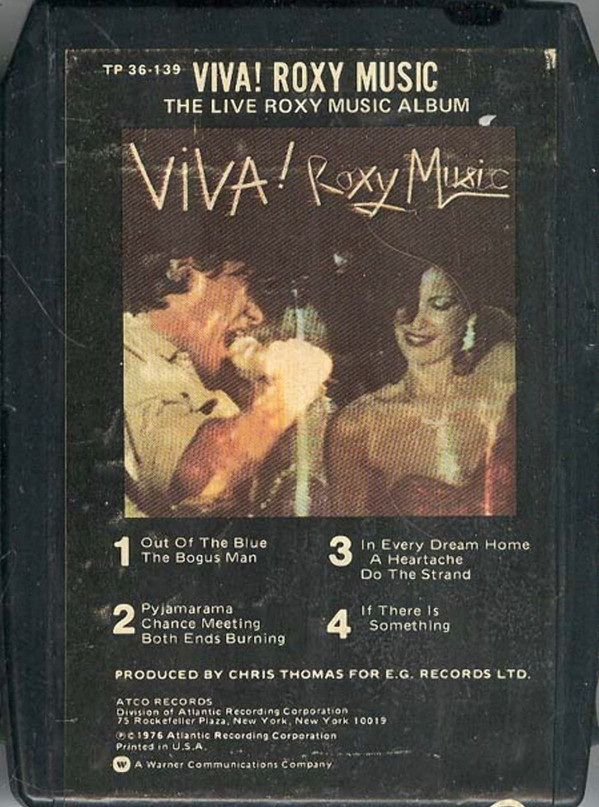 TP 36-139 VIVA! ROXY MUSIC
THE LIVE ROXY MUSIC ALBUM
ViVA! Roxy Music
1 Out Of The Blue
The Bogus Man
2 Pyjamarama
Chance Meeting
Both Ends Burning
3 In Every Dream Home
A Heartache
Do The Strand
4 If There Is
Something
PRODUCED BY CHRIS THOMAS FOR E.G. RECORDS LTD.
ATCO RECORDS
Division of Atlantic Recording Corporation
75 Rockefeller Plaza, New York, New York 10019
℗© 1976 Atlantic Recording Corporation
Printed in U.S.A.
W A Warner Communications Company